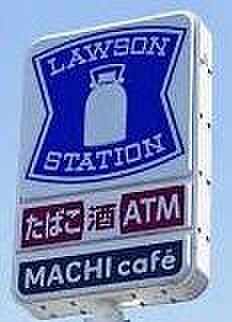 LAWSON
STATION
たばこ 酒 ATM
MACHI café